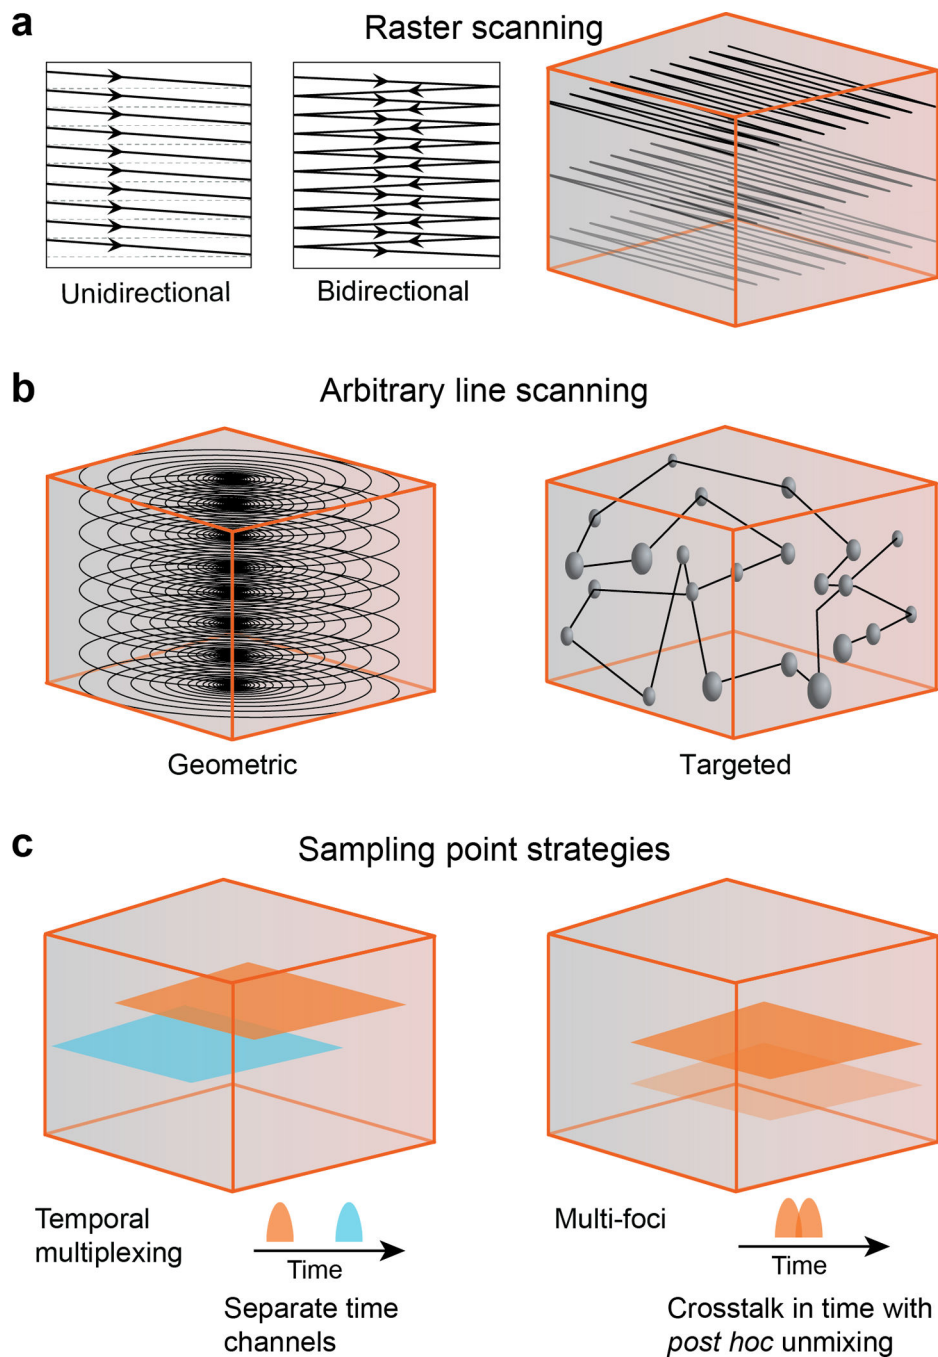 a
Raster scanning
Unidirectional
Bidirectional
b
Arbitrary line scanning
Geometric
Targeted
c
Sampling point strategies
Temporal
multiplexing
Time
Separate time
channels
Multi-foci
Time
Crosstalk in time with
post hoc unmixing